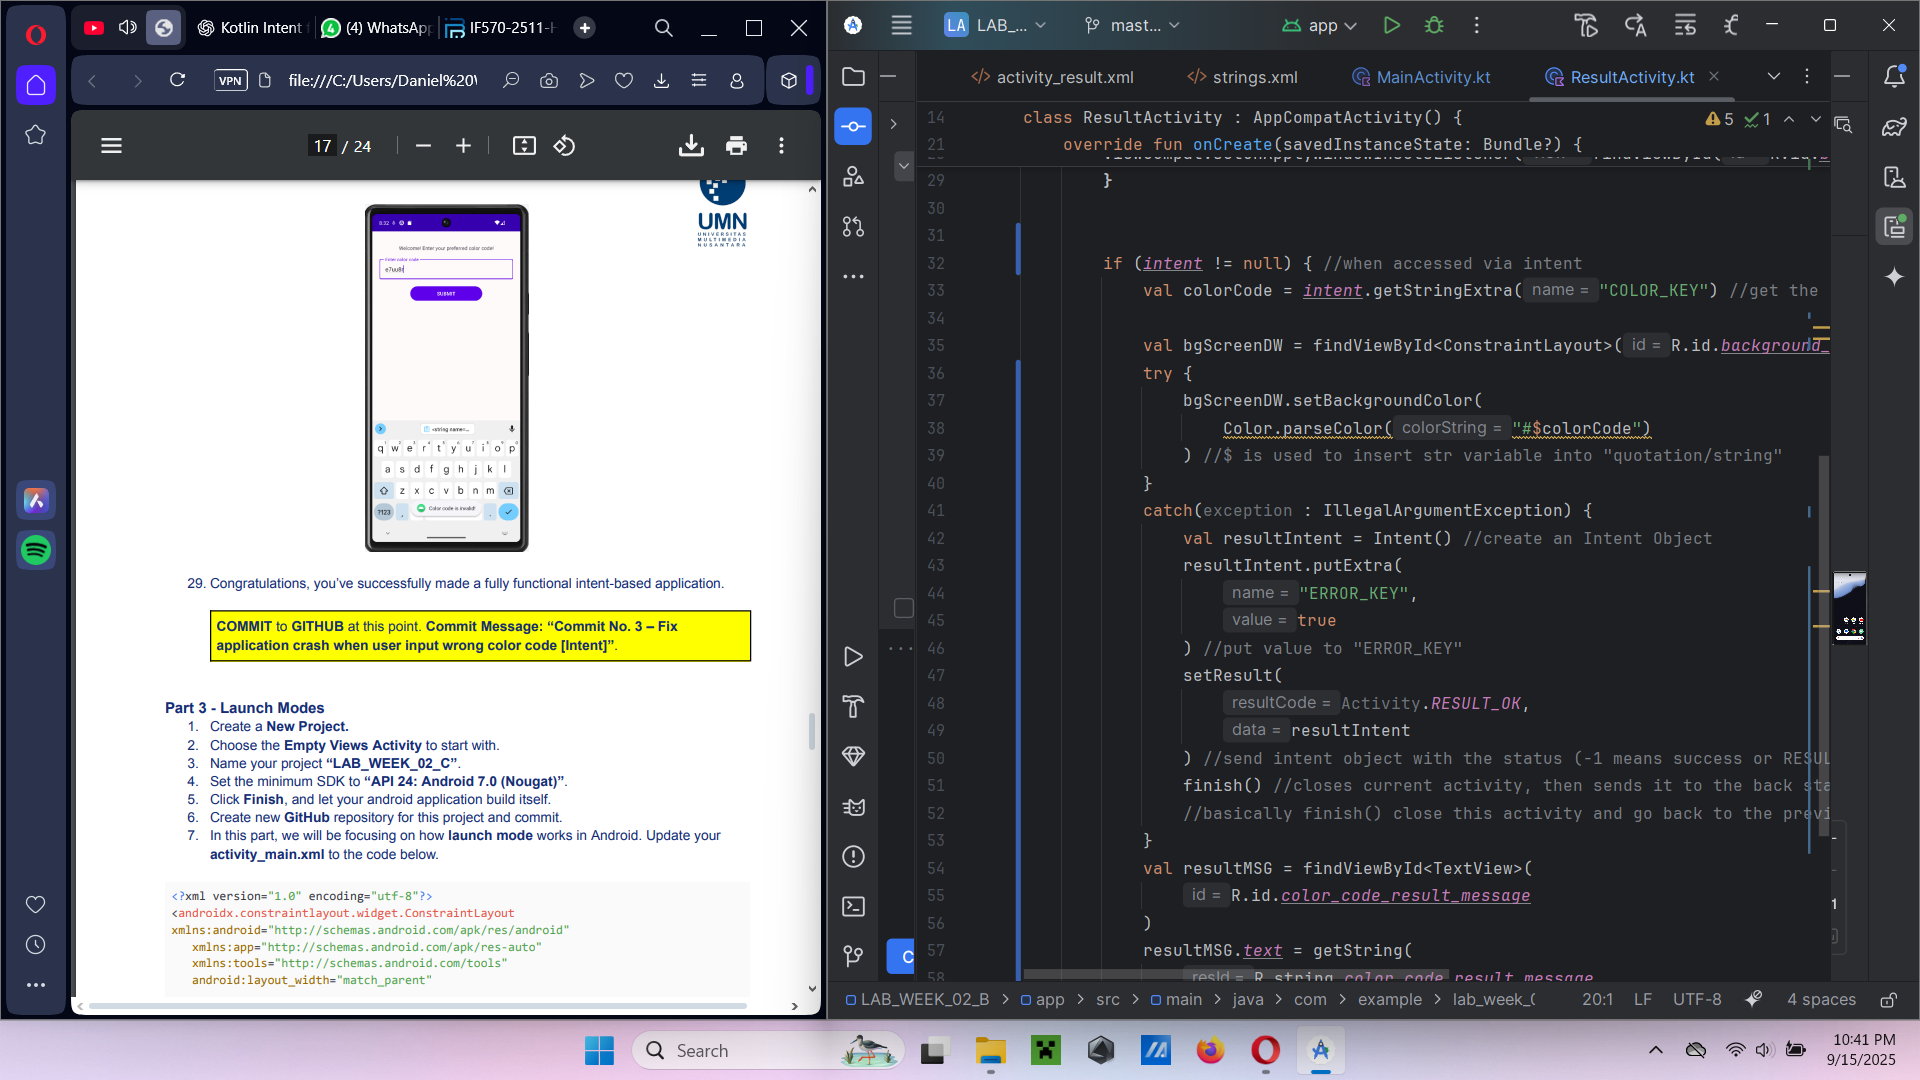 Kotlin Intent
(4) WhatsApp
IF570-2511-
VPN
file:///C:/Users/Daniel%20
17 / 24
UMN
UNIVERSITAS
MULTIMEDIA
NUSANTARA
8:32
Welcome! Enter your preferred color code!
Enter color code
e7uu8t
SUBMIT
<string name=...
q w e r t y u i o p
a s d f g h j k l
z x c v b n m
?123 , Color code is invalid! .
29. Congratulations, you’ve successfully made a fully functional intent-based application.
COMMIT to GITHUB at this point. Commit Message: “Commit No. 3 – Fix
application crash when user input wrong color code [Intent]”.
Part 3 - Launch Modes
1. Create a New Project.
2. Choose the Empty Views Activity to start with.
3. Name your project “LAB_WEEK_02_C”.
4. Set the minimum SDK to “API 24: Android 7.0 (Nougat)”.
5. Click Finish, and let your android application build itself.
6. Create new GitHub repository for this project and commit.
7. In this part, we will be focusing on how launch mode works in Android. Update your
activity_main.xml to the code below.
<?xml version="1.0" encoding="utf-8"?>
<androidx.constraintlayout.widget.ConstraintLayout
xmlns:android="http://schemas.android.com/apk/res/android"
xmlns:app="http://schemas.android.com/apk/res-auto"
xmlns:tools="http://schemas.android.com/tools"
android:layout_width="match_parent"
LA LAB_... mast... app
activity_result.xml strings.xml MainActivity.kt ResultActivity.kt
14 class ResultActivity : AppCompatActivity() {
5 1
21 override fun onCreate(savedInstanceState: Bundle?) {
29 }
30
31
32 if (intent != null) { //when accessed via intent
33 val colorCode = intent.getStringExtra( name = "COLOR_KEY") //get the
34
35 val bgScreenDW = findViewById<ConstraintLayout>( id = R.id.background_
36 try {
37 bgScreenDW.setBackgroundColor(
38 Color.parseColor( colorString = "#$colorCode")
39 ) //$ is used to insert str variable into "quotation/string"
40 }
41 catch(exception : IllegalArgumentException) {
42 val resultIntent = Intent() //create an Intent Object
43 resultIntent.putExtra(
44 name = "ERROR_KEY",
45 value = true
46 ) //put value to "ERROR_KEY"
47 setResult(
48 resultCode = Activity.RESULT_OK,
49 data = resultIntent
50 ) //send intent object with the status (-1 means success or RESUL
51 finish() //closes current activity, then sends it to the back sta
52 //basically finish() close this activity and go back to the previ
53 }
54 val resultMSG = findViewById<TextView>(
55 id = R.id.color_code_result_message
56 )
57 resultMSG.text = getString(
58 resId = R.string.color_code_result_message
LAB_WEEK_02_B > app > src > main > java > com > example > lab_week_0
20:1 LF UTF-8 4 spaces
Search
10:41 PM
9/15/2025